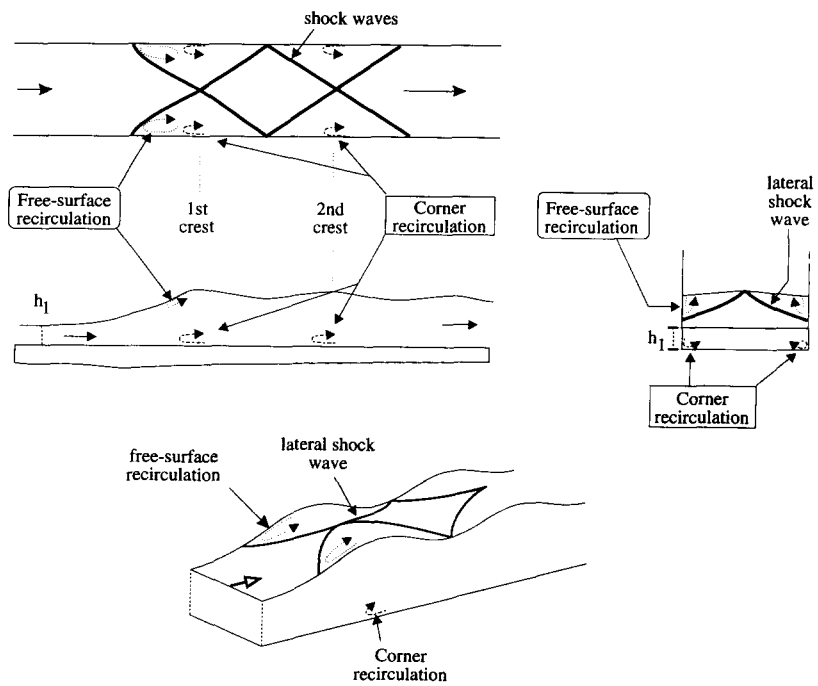 shock waves
Free-surface
recirculation
1st
crest
2nd
crest
Corner
recirculation
h1
Free-surface
recirculation
lateral
shock
wave
h1
Corner
recirculation
free-surface
recirculation
lateral shock
wave
Corner
recirculation